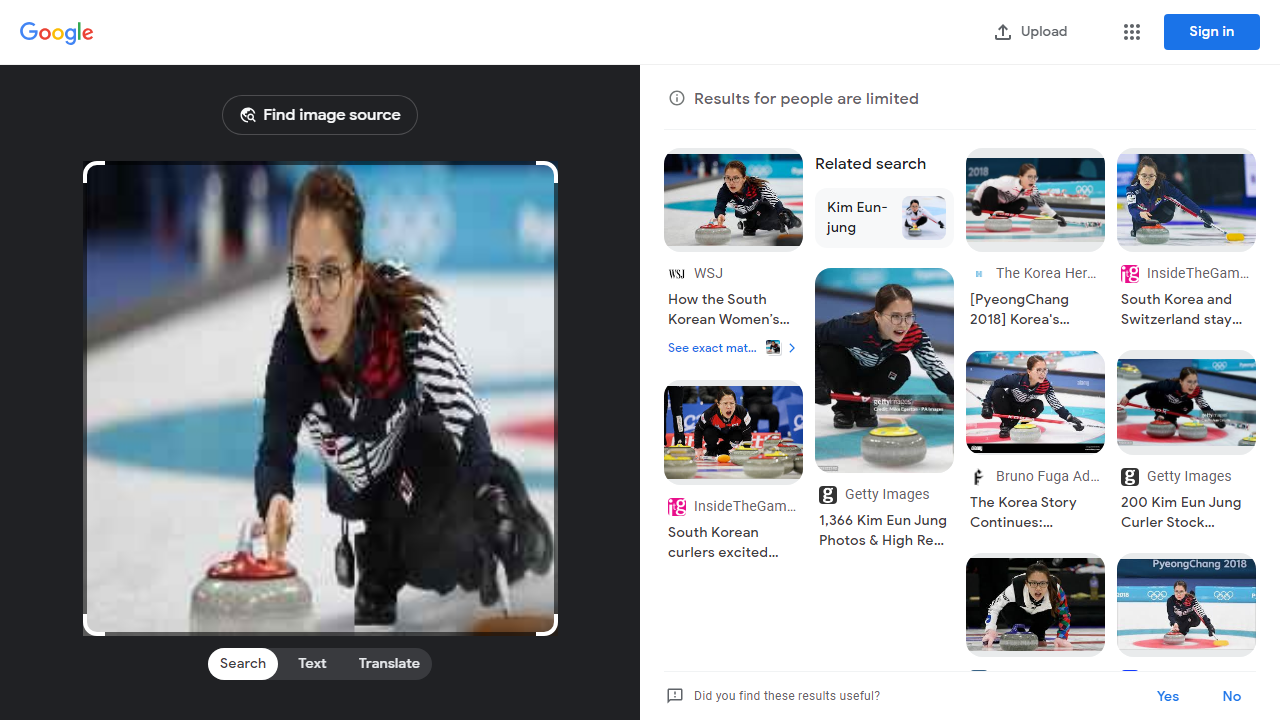 Google
Upload
Sign in
Find image source
Search
Text
Translate
Results for people are limited
WSJ
How the South
Korean Women's...
See exact mat...
InsideTheGam...
South Korean
curlers excited...
Related search
Kim Eun-
jung
gettyimages
Getty Images
1,366 Kim Eun Jung
Photos & High Re...
2018
The Korea Her...
[PyeongChang
2018] Korea's...
Bruno Fuga Ad...
The Korea Story
Continues:...
InsideTheGam...
South Korea and
Switzerland stay...
Getty Images
200 Kim Eun Jung
Curler Stock...
PyeongChang 2018
Did you find these results useful?
Yes
No